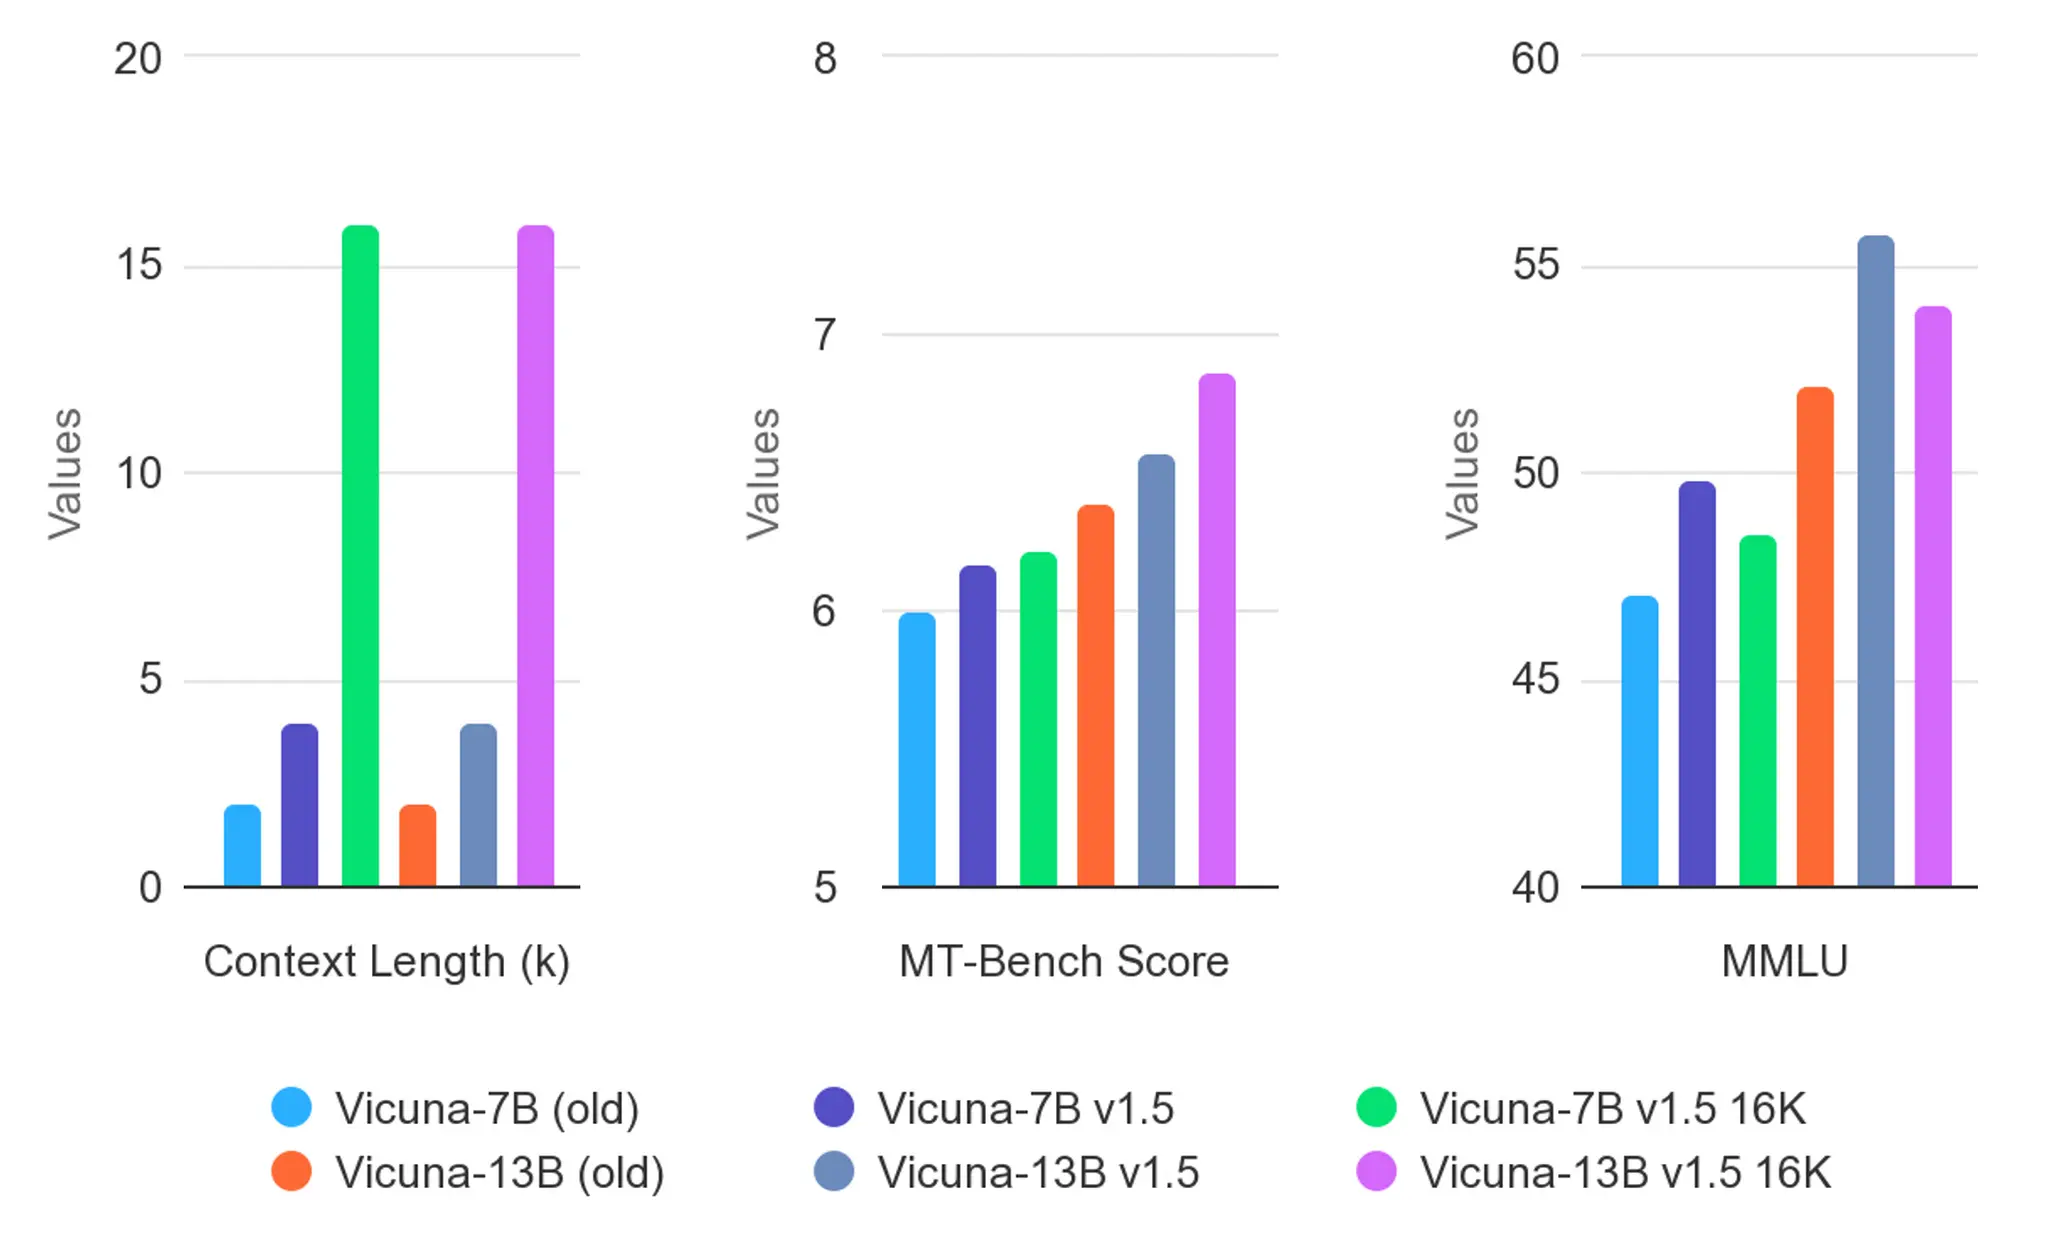 20
15
10
5
0
Values
Context Length (k)
8
7
6
5
Values
MT-Bench Score
60
55
50
45
40
Values
MMLU
Vicuna-7B (old)
Vicuna-7B v1.5
Vicuna-7B v1.5 16K
Vicuna-13B (old)
Vicuna-13B v1.5
Vicuna-13B v1.5 16K